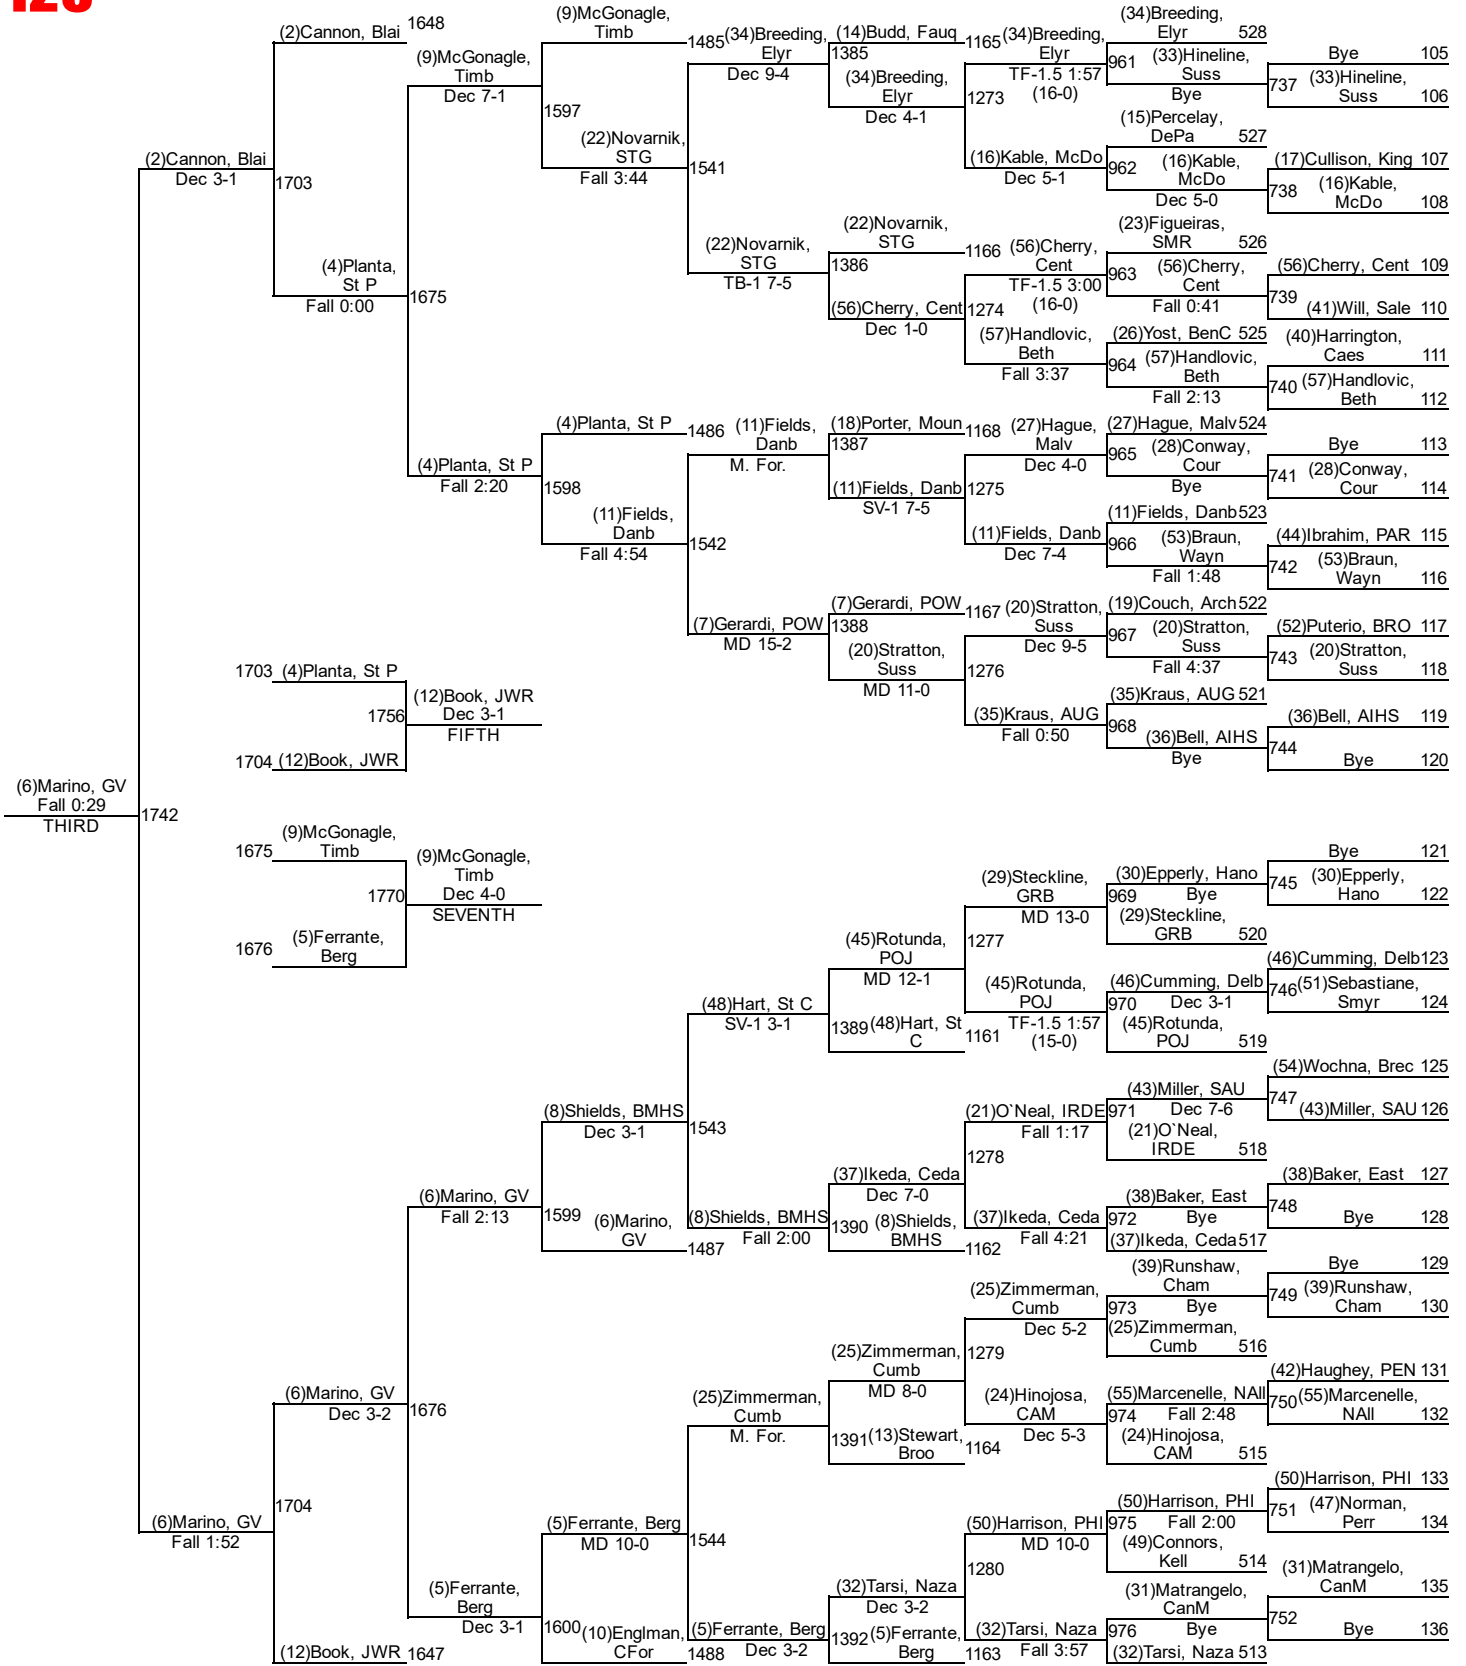 (2)Cannon, Blai 1648
(9)McGonagle,
Timb
Dec 7-1
(9)McGonagle,
Timb
1485
(34)Breeding,
Elyr
Dec 9-4
(14)Budd, Fauq 1165
1385
(34)Breeding,
Elyr
Dec 4-1
(34)Breeding,
Elyr
TF-1.5 1:57
(16-0)
1273
(34)Breeding,
Elyr 528
961 (33)Hineline,
Suss
Bye
Bye 105
737 (33)Hineline,
Suss 106
(15)Percelay,
DePa 527
(16)Kable, McDo
Dec 5-1
962 (16)Kable,
McDo
Dec 5-0
(17)Cullison, King 107
738 (16)Kable,
McDo 108
1597
(22)Novarnik,
STG
Fall 3:44
1541
(2)Cannon, Blai
Dec 3-1
1703
(22)Novarnik,
STG
TB-1 7-5
(22)Novarnik,
STG 1166
1386
(56)Cherry, Cent
Dec 1-0
(56)Cherry,
Cent
TF-1.5 3:00
(16-0)
1274
(23)Figueiras,
SMR 526
963 (56)Cherry,
Cent
Fall 0:41
(56)Cherry, Cent 109
739
(41)Will, Sale 110
(57)Handlovic,
Beth
Fall 3:37
(26)Yost, BenC 525
964 (57)Handlovic,
Beth
Fall 2:13
(40)Harrington,
Caes 111
740 (57)Handlovic,
Beth 112
(4)Planta,
St P
Fall 0:00
1675
(4)Planta, St P
Fall 2:20
(4)Planta, St P 1486
1598
(11)Fields,
Danb
Fall 4:54
(11)Fields,
Danb
M. For.
1542
(18)Porter, Moun 1168
1387
(11)Fields, Danb
SV-1 7-5
(27)Hague,
Malv
Dec 4-0
1275
(27)Hague, Malv 524
965 (28)Conway,
Cour
Bye
Bye 113
741 (28)Conway,
Cour 114
(11)Fields, Danb
Dec 7-4
(11)Fields, Danb 523
966 (53)Braun,
Wayn
Fall 1:48
(44)Ibrahim, PAR 115
742 (53)Braun,
Wayn 116
(7)Gerardi, POW
MD 15-2
(7)Gerardi, POW 1167
1388
(20)Stratton,
Suss
MD 11-0
(20)Stratton,
Suss
Dec 9-5
1276
(19)Couch, Arch 522
967 (20)Stratton,
Suss
Fall 4:37
(52)Puterio, BRO 117
743 (20)Stratton,
Suss 118
(35)Kraus, AUG
Fall 0:50
(35)Kraus, AUG 521
968
(36)Bell, AIHS
Bye
(36)Bell, AIHS 119
744
Bye 120
1703 (4)Planta, St P
1756
(12)Book, JWR
Dec 3-1
FIFTH
1704 (12)Book, JWR
(6)Marino, GV
Fall 0:29
THIRD
1742
1675 (9)McGonagle,
Timb
1770
(9)McGonagle,
Timb
Dec 4-0
SEVENTH
1676 (5)Ferrante,
Berg
(29)Steckline,
GRB
MD 13-0
(30)Epperly, Hano
969 Bye
(29)Steckline,
GRB 520
Bye 121
745 (30)Epperly,
Hano 122
(45)Rotunda,
POJ
MD 12-1
1277
(45)Rotunda,
POJ
TF-1.5 1:57
(15-0)
(46)Cumming, Delb
970 Dec 3-1
(45)Rotunda,
POJ 519
(46)Cumming, Delb 123
746 (51)Sebastiane,
Smyr 124
(48)Hart, St C
SV-1 3-1
1389 (48)Hart, St
C 1161
(8)Shields, BMHS
Dec 3-1
1543
(21)O`Neal, IRDE
Fall 1:17
(43)Miller, SAU
971 Dec 7-6
(21)O`Neal,
IRDE 518
(54)Wochna, Brec 125
747
(43)Miller, SAU 126
1278
(37)Ikeda, Ceda
Dec 7-0
(37)Ikeda, Ceda
Fall 4:21
(38)Baker, East
972 Bye
(37)Ikeda, Ceda 517
(38)Baker, East 127
748
Bye 128
(6)Marino, GV
Fall 2:13
1599 (6)Marino,
GV 1487
(8)Shields, BMHS
Fall 2:00
1390 (8)Shields,
BMHS 1162
(25)Zimmerman,
Cumb
Dec 5-2
(39)Runshaw,
Cham
973 Bye
(25)Zimmerman,
Cumb 516
Bye 129
749 (39)Runshaw,
Cham 130
(25)Zimmerman,
Cumb
MD 8-0
1279
(24)Hinojosa,
CAM
Dec 5-3
(55)Marcenelle, NAll
974 Fall 2:48
(24)Hinojosa,
CAM 515
(42)Haughey, PEN 131
750 (55)Marcenelle,
NAll 132
(6)Marino, GV
Dec 3-2
1676
(25)Zimmerman,
Cumb
M. For.
1391 (13)Stewart,
Broo 1164
(6)Marino, GV
Fall 1:52
1704
(5)Ferrante, Berg
MD 10-0
1544
(50)Harrison, PHI
MD 10-0
(50)Harrison, PHI
975 Fall 2:00
(49)Connors,
Kell 514
(50)Harrison, PHI 133
751 (47)Norman,
Perr 134
1280
(5)Ferrante,
Berg
Dec 3-1
(32)Tarsi, Naza
Dec 3-2
(31)Matrangelo,
CanM
976 Bye
(32)Tarsi, Naza 513
(31)Matrangelo,
CanM 135
752
Bye 136
1600 (10)Englman,
CFor 1488
(5)Ferrante, Berg
Dec 3-2
1392 (5)Ferrante,
Berg 1163
(32)Tarsi, Naza
Fall 3:57
(12)Book, JWR 1647